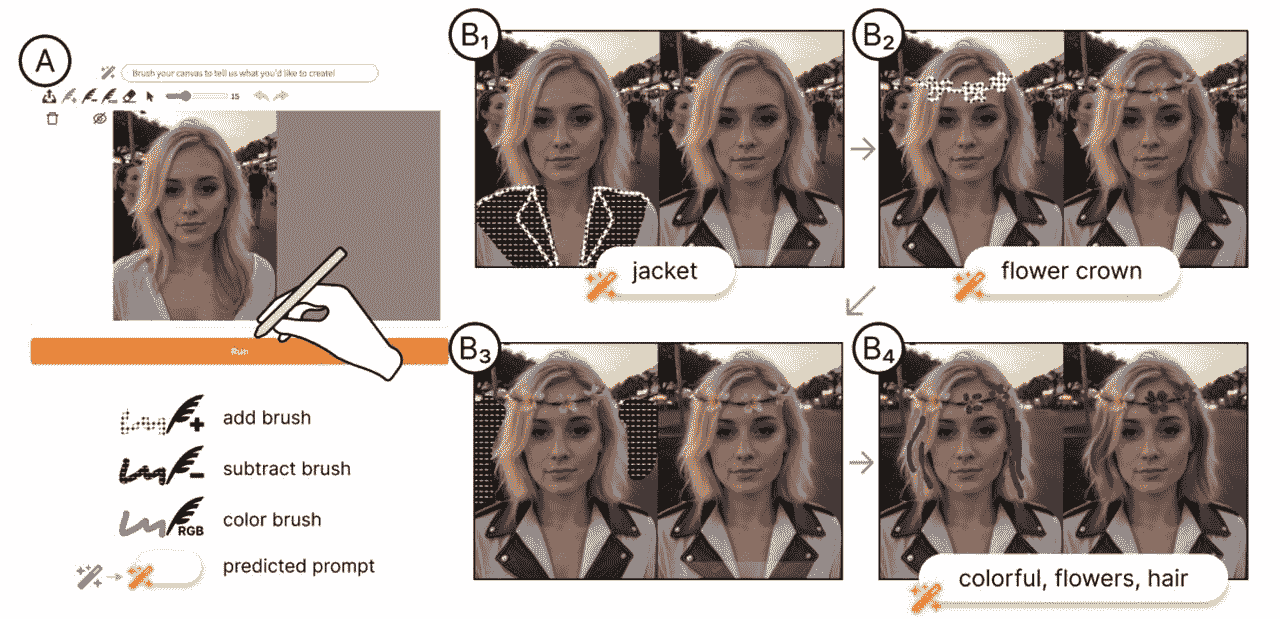 A
Brush your canvas to tell us what you'd like to create!
15
Run
add brush
subtract brush
RGB
color brush
predicted prompt
B1
jacket
B2
flower crown
B3
B4
colorful, flowers, hair